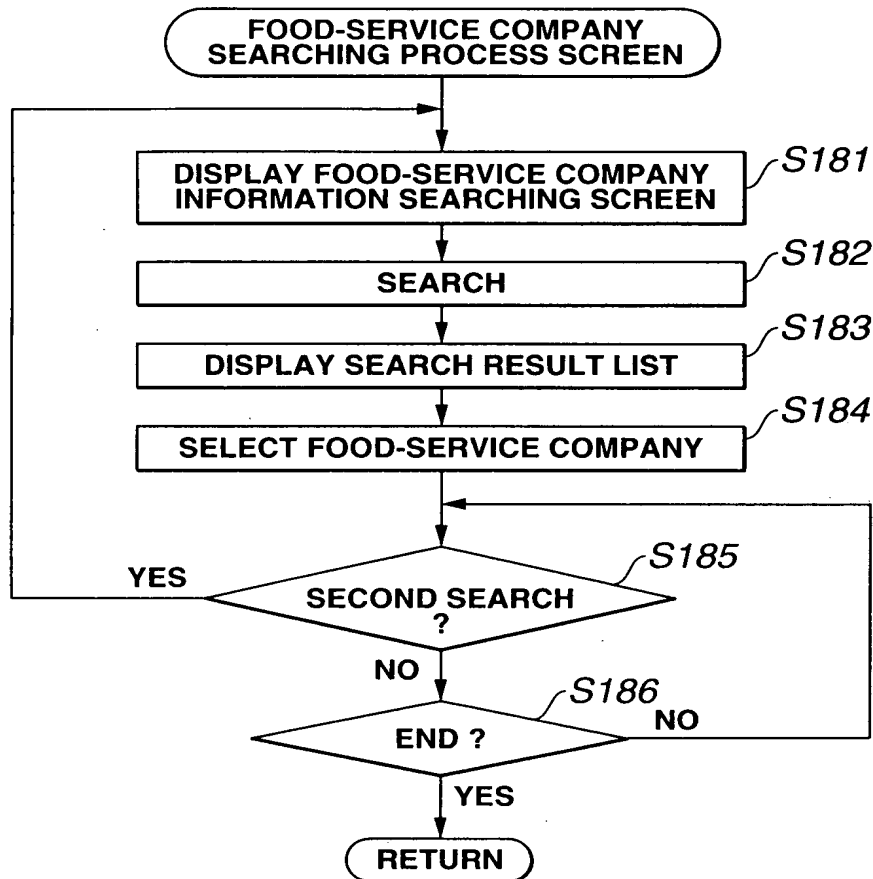 FOOD-SERVICE COMPANY
SEARCHING PROCESS SCREEN
DISPLAY FOOD-SERVICE COMPANY
INFORMATION SEARCHING SCREEN
S181
SEARCH
S182
DISPLAY SEARCH RESULT LIST
S183
SELECT FOOD-SERVICE COMPANY
S184
SECOND SEARCH
?
S185
YES
NO
END ?
S186
NO
YES
RETURN